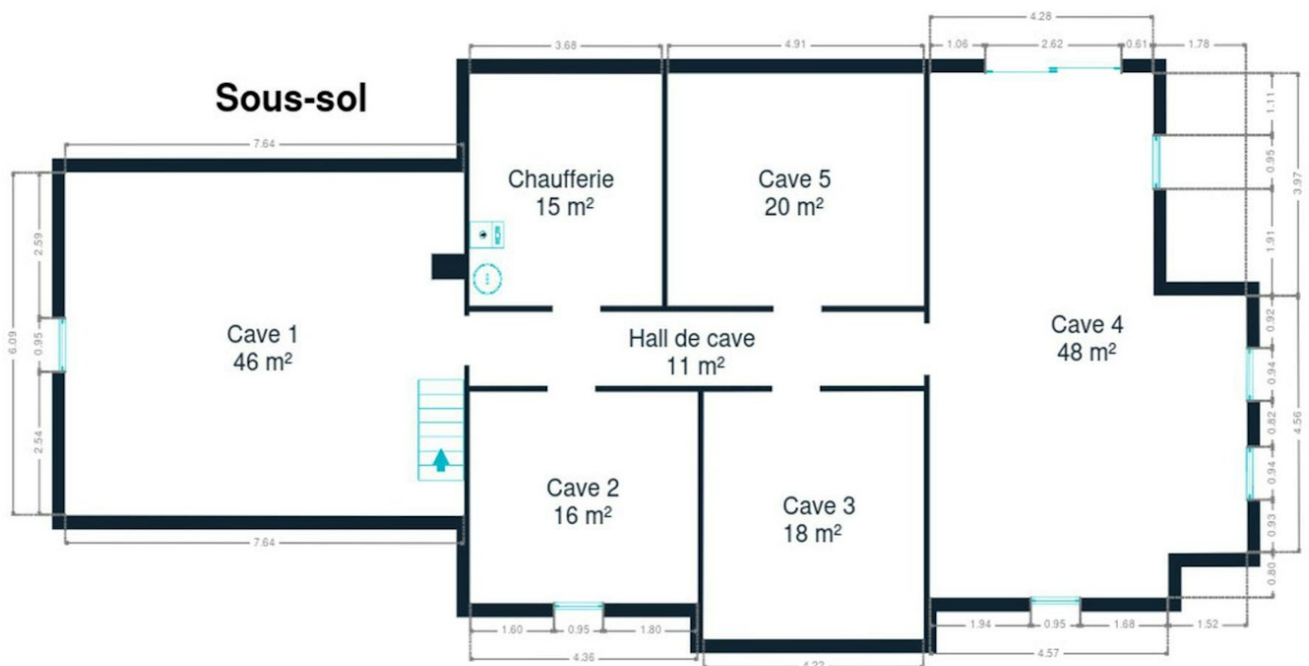 4.28
3.68
4.91
1.06
2.62
0.61
1.78
Sous-sol
1.11
7.64
0.95
3.97
Chaufferie
15 m²
Cave 5
20 m²
2.59
1.91
6.09
0.95
Cave 1
46 m²
Hall de cave
11 m²
Cave 4
48 m²
0.92
0.94
0.82
4.56
2.54
0.94
Cave 2
16 m²
Cave 3
18 m²
0.93
7.64
0.80
1.60
0.95
1.80
1.94
0.95
1.68
1.52
4.36
4.57